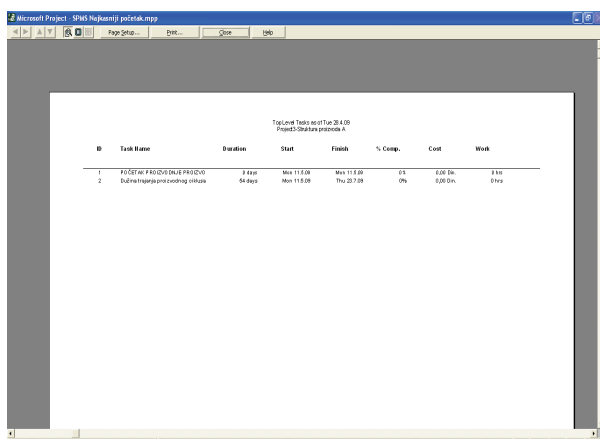 Microsoft Project - SPMS Najkasniji početak.mpp
Page Setup... Print... Close Help
Top Level Tasks as of Tue 28.4.09
Project3-Struktura proizvoda A
ID Task Name Duration Start Finish % Comp. Cost Work
1 POČETAK PROIZVODNJE PROIZVO 0 days Mon 11.5.09 Mon 11.5.09 0% 0,00 Din. 0 hrs
2 Dužina trajanja proizvodnog ciklusa 54 days Mon 11.5.09 Thu 23.7.09 0% 0,00 Din. 0 hrs